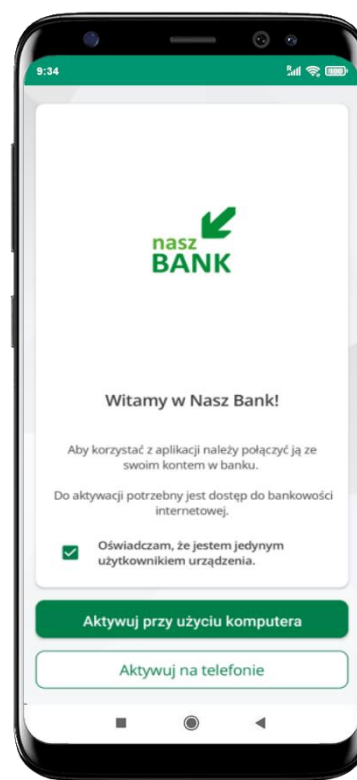 9:34
R
nasz
BANK
Witamy w Nasz Bank!
Aby korzystać z aplikacji należy połączyć ją ze
swoim kontem w banku.
Do aktywacji potrzebny jest dostęp do bankowości
internetowej.
Oświadczam, że jestem jedynym
użytkownikiem urządzenia.
Aktywuj przy użyciu komputera
Aktywuj na telefonie